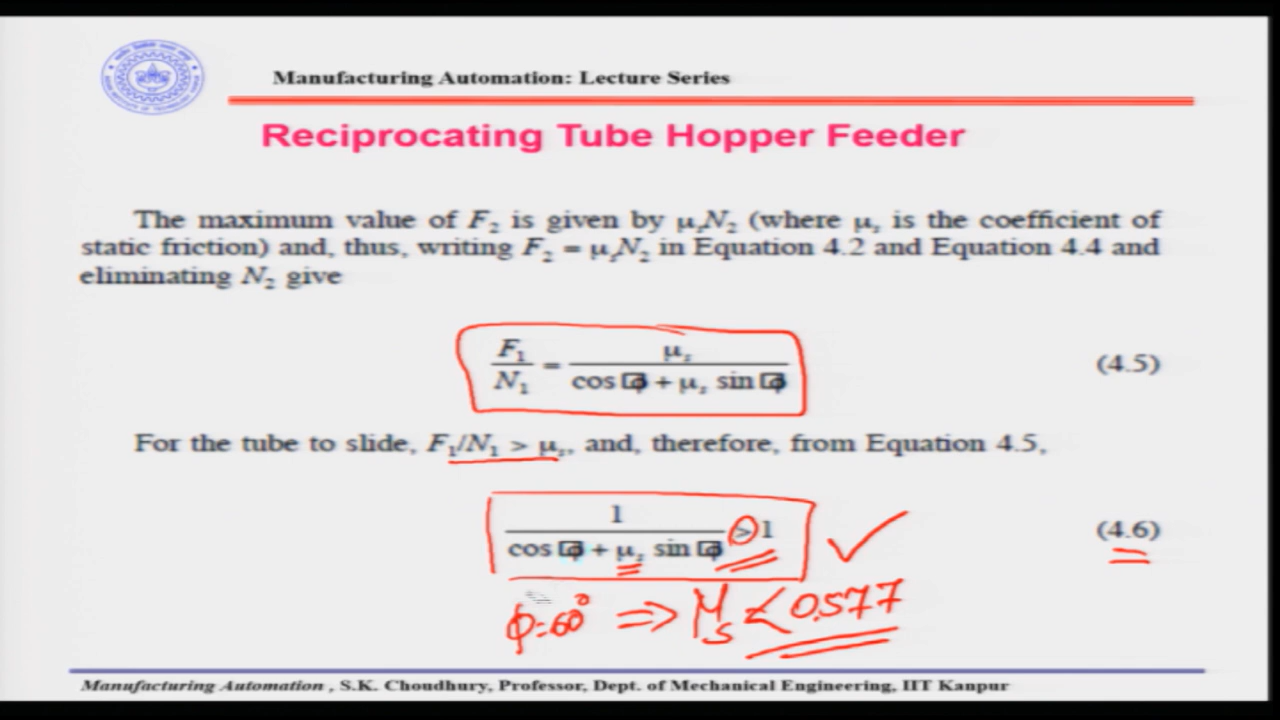 Manufacturing Automation: Lecture Series
Reciprocating Tube Hopper Feeder
The maximum value of F₂ is given by μₛN₂ (where μₛ is the coefficient of
static friction) and, thus, writing F₂ = μₛN₂ in Equation 4.2 and Equation 4.4 and
eliminating N₂ give
F₁/N₁ = μₛ/(cos ϕ + μₛ sin ϕ) (4.5)
For the tube to slide, F₁/N₁ > μₛ, and, therefore, from Equation 4.5,
1/(cos ϕ + μₛ sin ϕ) > 1 (4.6)
ϕ=60° => μₛ < 0.577
Manufacturing Automation , S.K. Choudhury, Professor, Dept. of Mechanical Engineering, IIT Kanpur